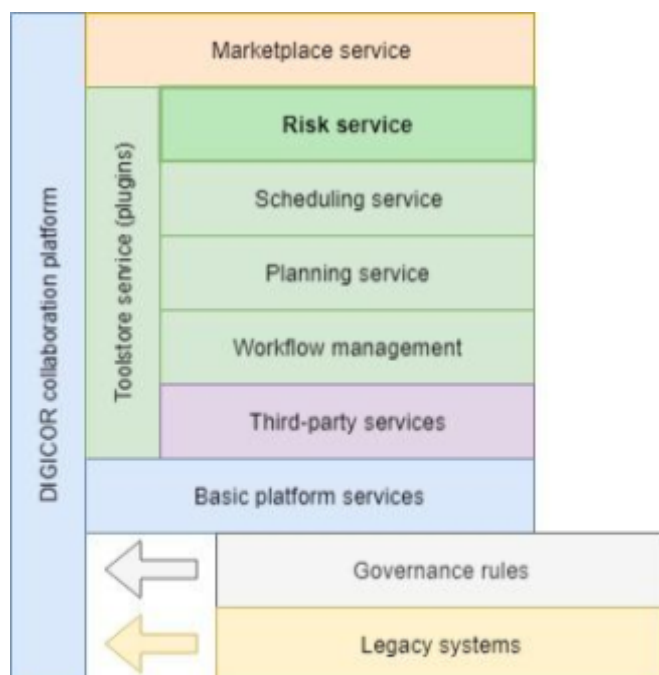 DIGICOR collaboration platform
Marketplace service
Toolstore service (plugins)
Risk service
Scheduling service
Planning service
Workflow management
Third-party services
Basic platform services
Governance rules
Legacy systems